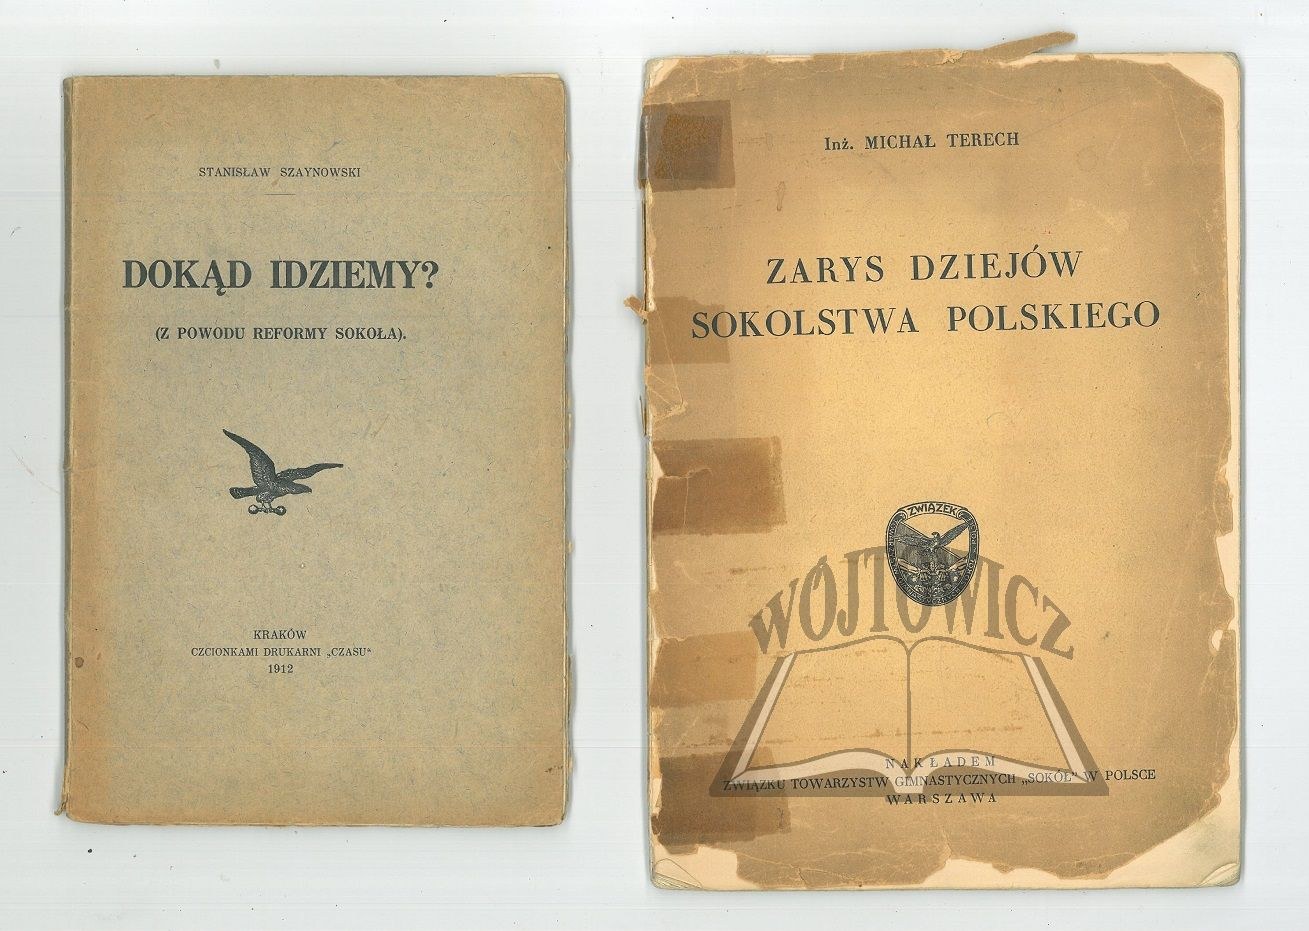 STANISŁAW SZAYNOWSKI
DOKĄD IDZIEMY?
(Z POWODU REFORMY SOKOŁA).
KRAKÓW
CZCIONKAMI DRUKARNI „CZASU“
1912
Inż. MICHAŁ TERECH
ZARYS DZIEJÓW
SOKOLSTWA POLSKIEGO
ZWIĄZEK
WÓJTOWICZ
NAKŁADEM
ZWIĄZKU TOWARZYSTW GIMNASTYCZNYCH „SOKÓŁ” W POLSCE
WARSZAWA